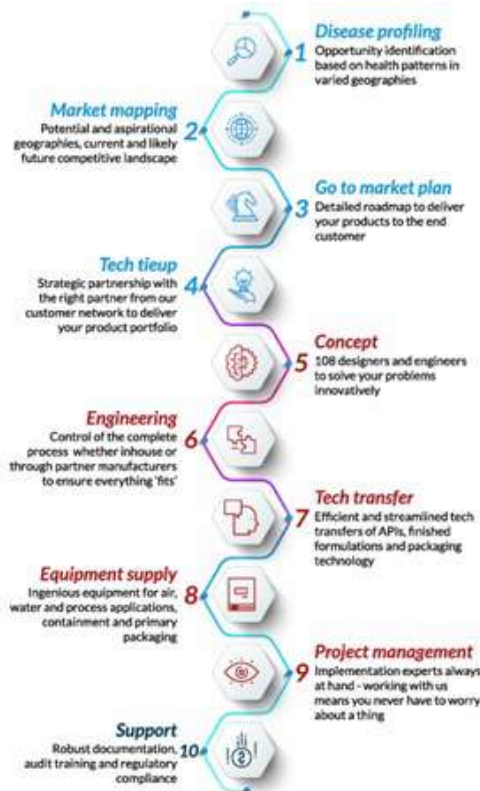 Disease profiling
1
Opportunity identification
based on health patterns in
varied geographies
Market mapping
2
Potential and aspirational
geographies, current and likely
future competitive landscape
Go to market plan
3
Detailed roadmap to deliver
your products to the end
customer
Tech tieup
4
Strategic partnership with
the right partner from our
customer network to deliver
your product portfolio
Concept
5
108 designers and engineers
to solve your problems
innovatively
Engineering
6
Control of the complete
process whether inhouse or
through partner manufacturers
to ensure everything 'fits'
Tech transfer
7
Efficient and streamlined tech
transfers of APIs, finished
formulations and packaging
technology
Equipment supply
8
Ingenious equipment for air,
water and process applications,
containment and primary
packaging
Project management
9
Implementation experts always
at hand - working with us
means you never have to worry
about a thing
Support
10
Robust documentation,
audit training and regulatory
compliance